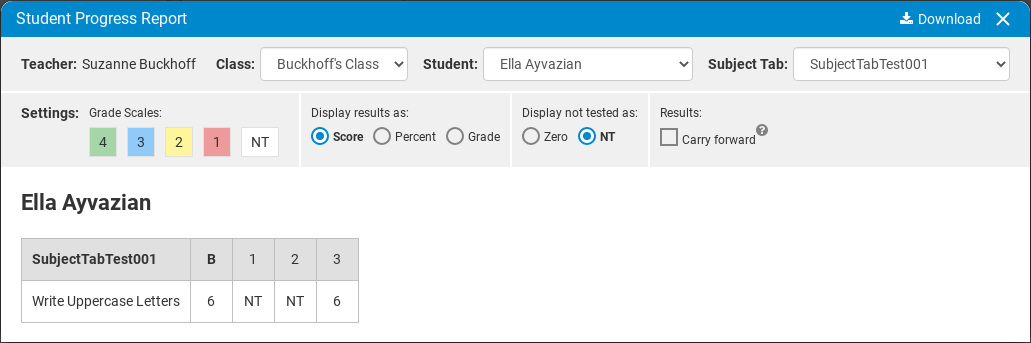 Student Progress Report Download
Teacher: Suzanne Buckhoff Class: Buckhoff's Class Student: Ella Ayvazian Subject Tab: SubjectTabTest001
Settings: Grade Scales: Display results as: Display not tested as: Results:
4 3 2 1 NT Score Percent Grade Zero NT Carry forward ?
Ella Ayvazian
SubjectTabTest001 B 1 2 3
Write Uppercase Letters 6 NT NT 6